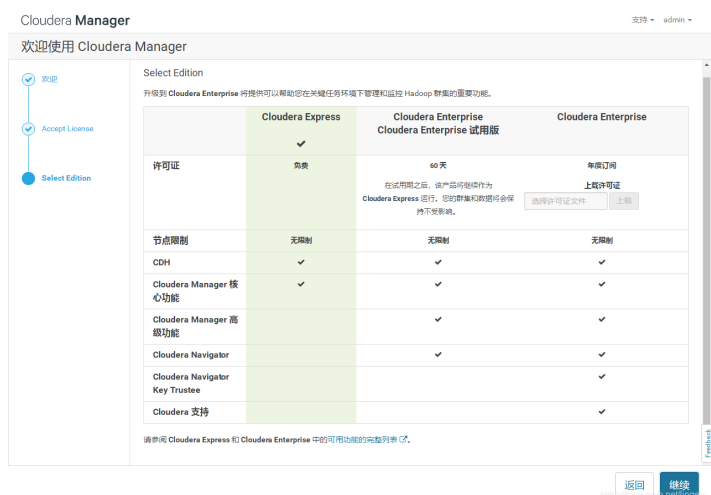 Cloudera Manager
支持 admin
欢迎使用 Cloudera Manager
欢迎
Accept License
Select Edition
Select Edition
升级到 Cloudera Enterprise 将提供可以帮助您在关键任务环境下管理和监控 Hadoop 群集的重要功能。
Cloudera Express
Cloudera Enterprise
Cloudera Enterprise 试用版
Cloudera Enterprise
许可证
免费
60 天
在试用期之后，该产品将继续作为
Cloudera Express 运行。您的群集和数据将会保
持不受影响。
年度订阅
上载许可证
选择许可证文件 上载
节点限制 无限制 无限制 无限制
CDH
Cloudera Manager 核
心功能
Cloudera Manager 高
级功能
Cloudera Navigator
Cloudera Navigator
Key Trustee
Cloudera 支持
请参阅 Cloudera Express 和 Cloudera Enterprise 中的可用功能的完整列表。
Feedback
返回 继续